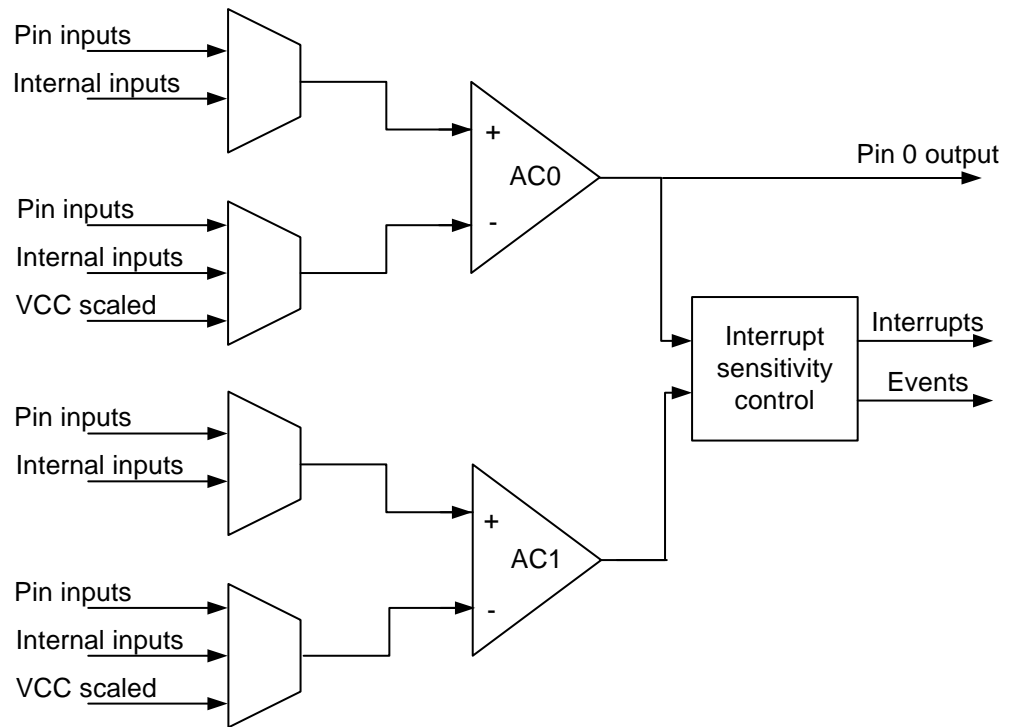 Pin inputs
Internal inputs
+
AC0
-
Pin 0 output
Pin inputs
Internal inputs
VCC scaled
Interrupt
sensitivity
control
Interrupts
Events
Pin inputs
Internal inputs
+
AC1
-
Pin inputs
Internal inputs
VCC scaled